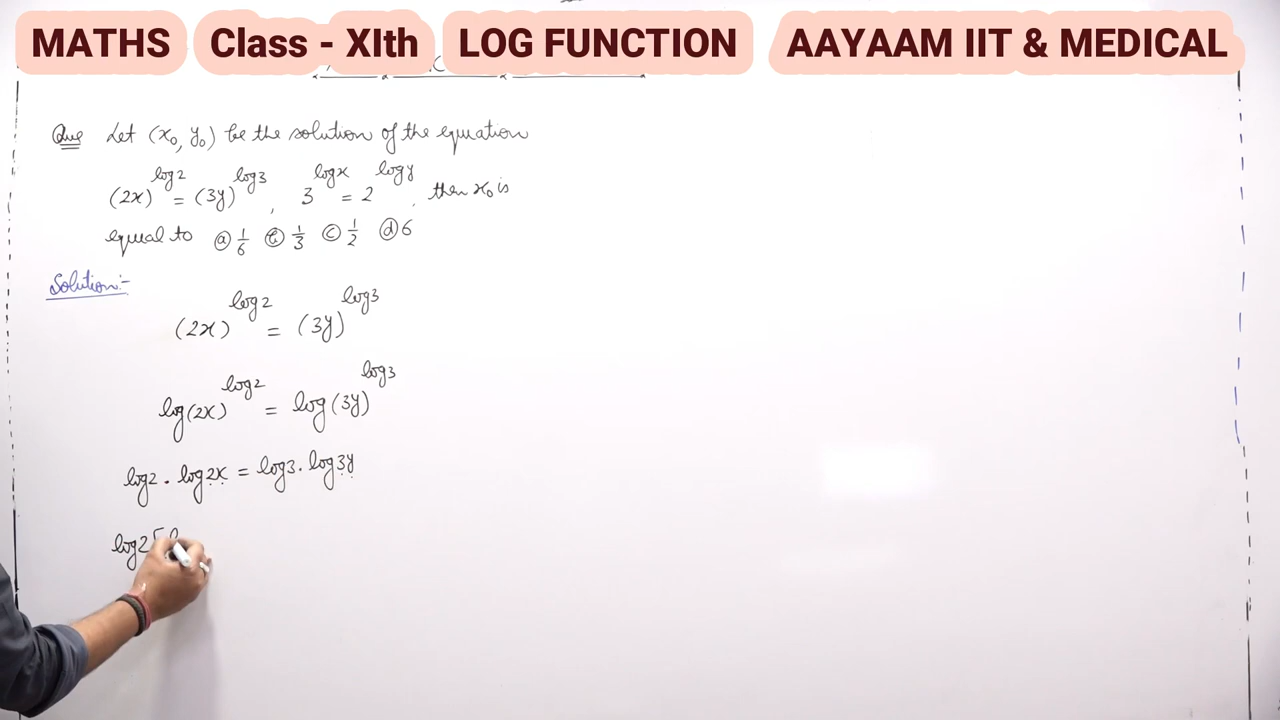 MATHS Class - XIth LOG FUNCTION AAYAAM IIT & MEDICAL
Que Let (x₀, y₀) be the solution of the equation
(2x)^log2 = (3y)^log3, 3^logx = 2^logy, then x₀ is
equal to ⓐ 1/6 ⓑ 1/3 ⓒ 1/2 ⓓ 6
Solution:-
(2x)^log2 = (3y)^log3
log(2x)^log2 = log(3y)^log3
log2 . log2x = log3 . log3y
log2[